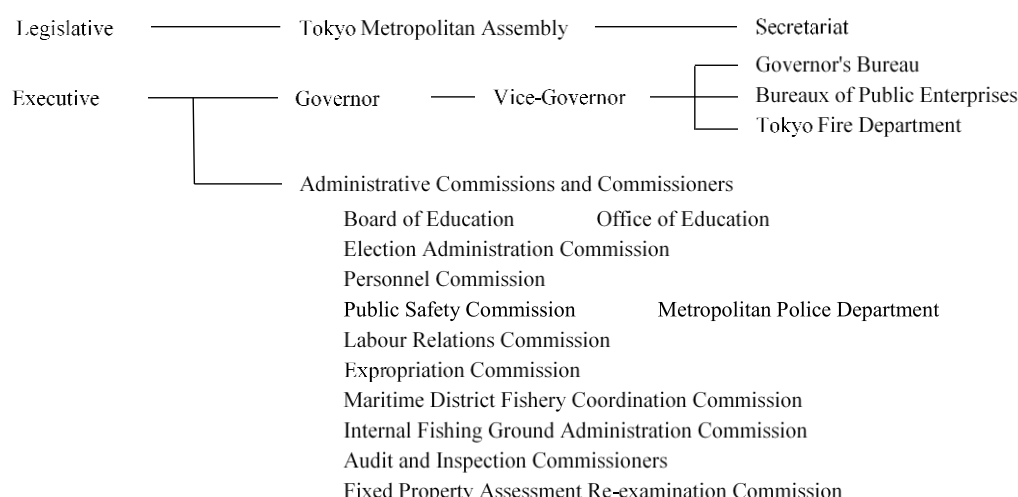 Legislative Tokyo Metropolitan Assembly Secretariat
Governor's Bureau
Executive Governor Vice-Governor Bureaux of Public Enterprises
Tokyo Fire Department
Administrative Commissions and Commissioners
Board of Education Office of Education
Election Administration Commission
Personnel Commission
Public Safety Commission Metropolitan Police Department
Labour Relations Commission
Expropriation Commission
Maritime District Fishery Coordination Commission
Internal Fishing Ground Administration Commission
Audit and Inspection Commissioners
Fixed Property Assessment Re-examination Commission